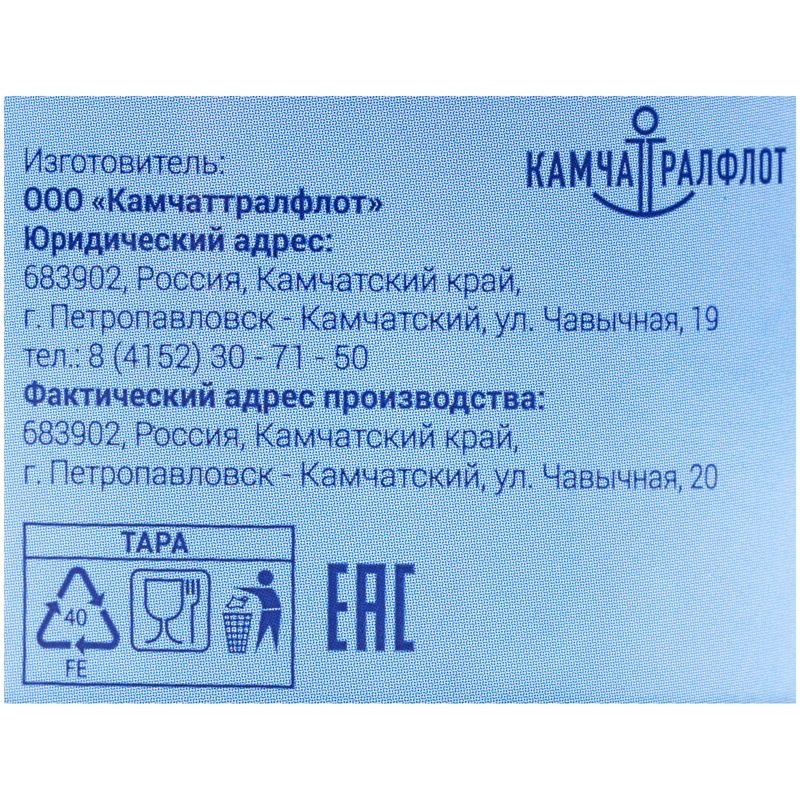 КАМЧАТТРАЛФЛОТ
Изготовитель:
ООО «Камчаттралфлот»
Юридический адрес:
683902, Россия, Камчатский край,
г. Петропавловск - Камчатский, ул. Чавычная, 19
тел.: 8 (4152) 30 - 71 - 50
Фактический адрес производства:
683902, Россия, Камчатский край,
г. Петропавловск - Камчатский, ул. Чавычная, 20
ТАРА
40
FE
ЕАС